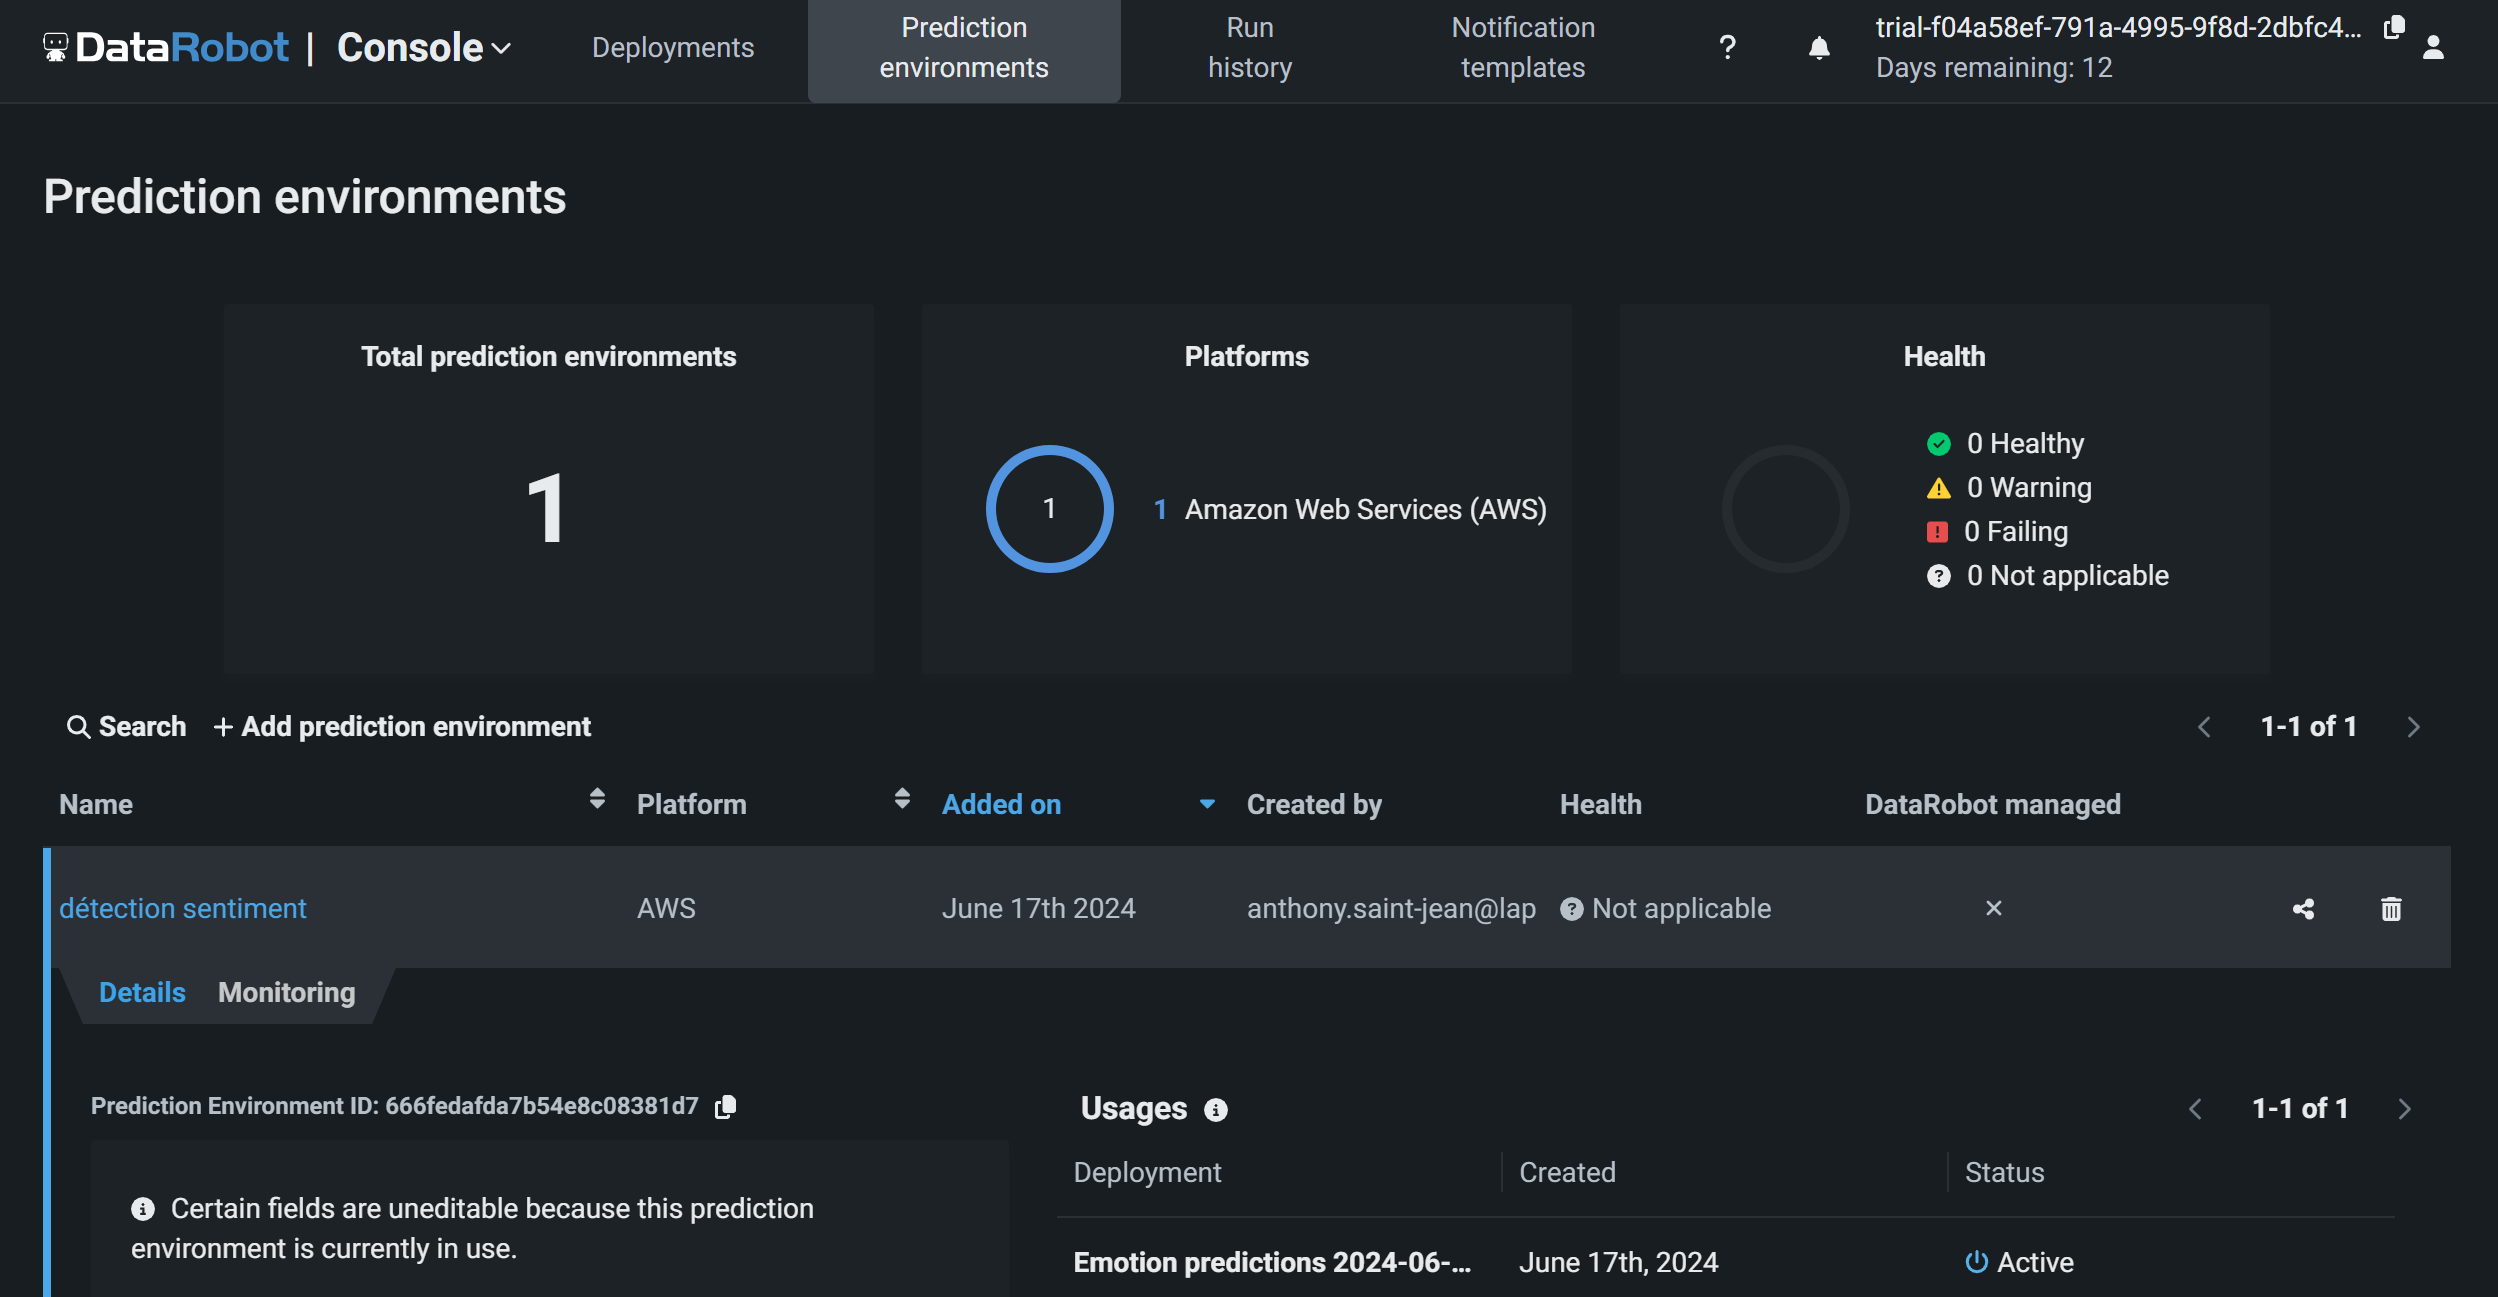 DataRobot | Console
Deployments
Prediction
environments
Run
history
Notification
templates
?
trial-f04a58ef-791a-4995-9f8d-2dbfc4...
Days remaining: 12
Prediction environments
Total prediction environments
1
Platforms
1
1 Amazon Web Services (AWS)
Health
0 Healthy
0 Warning
0 Failing
0 Not applicable
Search + Add prediction environment
1-1 of 1
Name Platform Added on Created by Health DataRobot managed
détection sentiment AWS June 17th 2024 anthony.saint-jean@lap Not applicable
Details Monitoring
Prediction Environment ID: 666fedafda7b54e8c08381d7
Certain fields are uneditable because this prediction
environment is currently in use.
Usages
1-1 of 1
Deployment Created Status
Emotion predictions 2024-06-... June 17th, 2024 Active